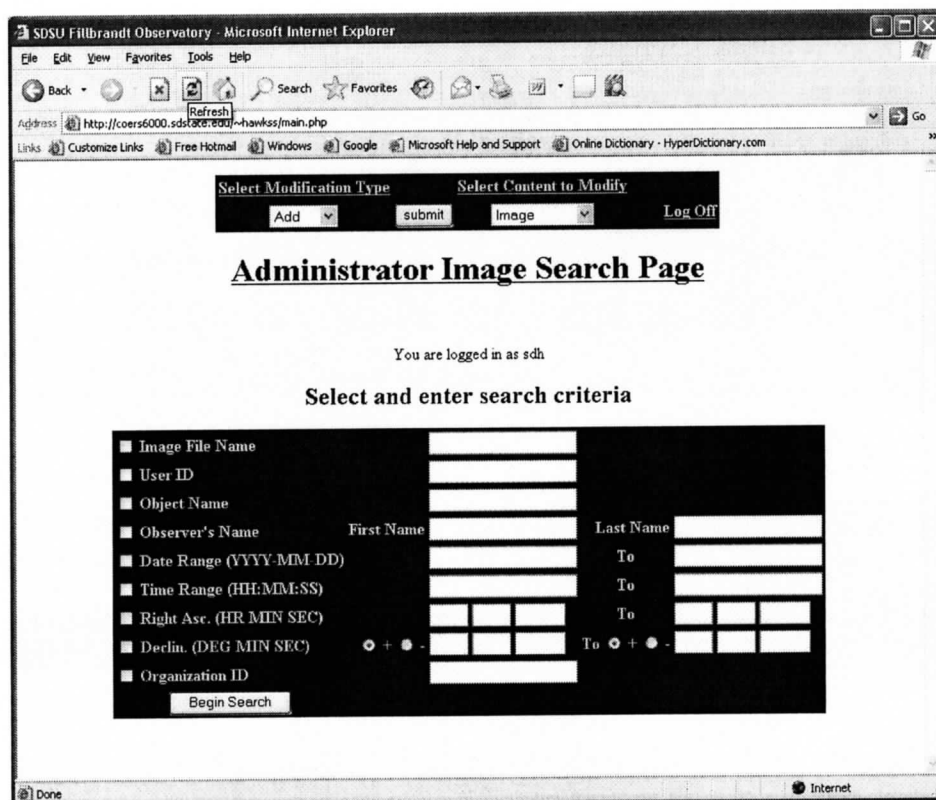 SDSU Fillbrandt Observatory - Microsoft Internet Explorer
File Edit View Favorites Tools Help
Back Search Favorites
Refresh
Address http://coers6000.sdstate.edu/~hawkss/main.php Go
Links Customize Links Free Hotmail Windows Google Microsoft Help and Support Online Dictionary - HyperDictionary.com »
Select Modification Type Select Content to Modify
Add submit Image Log Off
Administrator Image Search Page
You are logged in as sdh
Select and enter search criteria
Image File Name
User ID
Object Name
Observer's Name First Name Last Name
Date Range (YYYY-MM-DD) To
Time Range (HH:MM:SS) To
Right Asc. (HR MIN SEC) To
Declin. (DEG MIN SEC) + - To + -
Organization ID
Begin Search
Done Internet